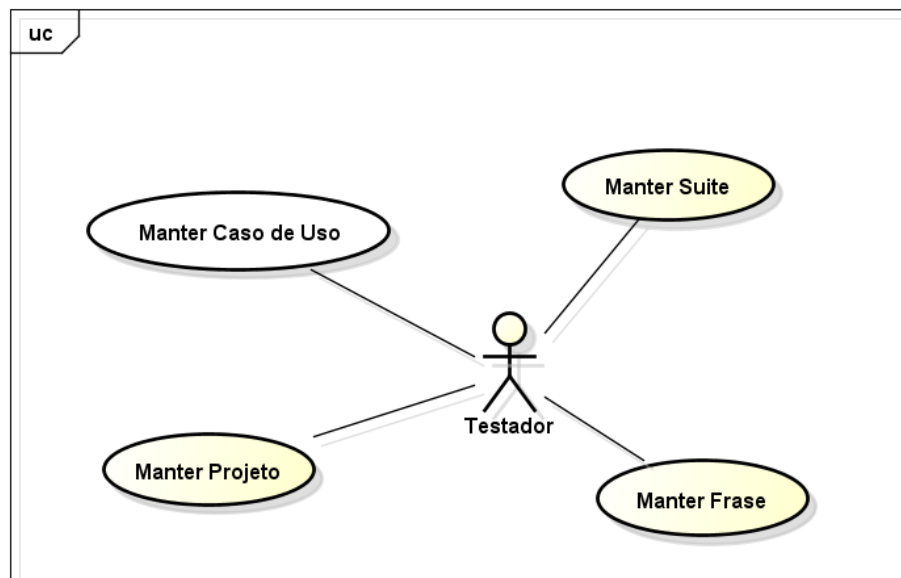 uc
Manter Suite
Manter Caso de Uso
Testador
Manter Projeto
Manter Frase